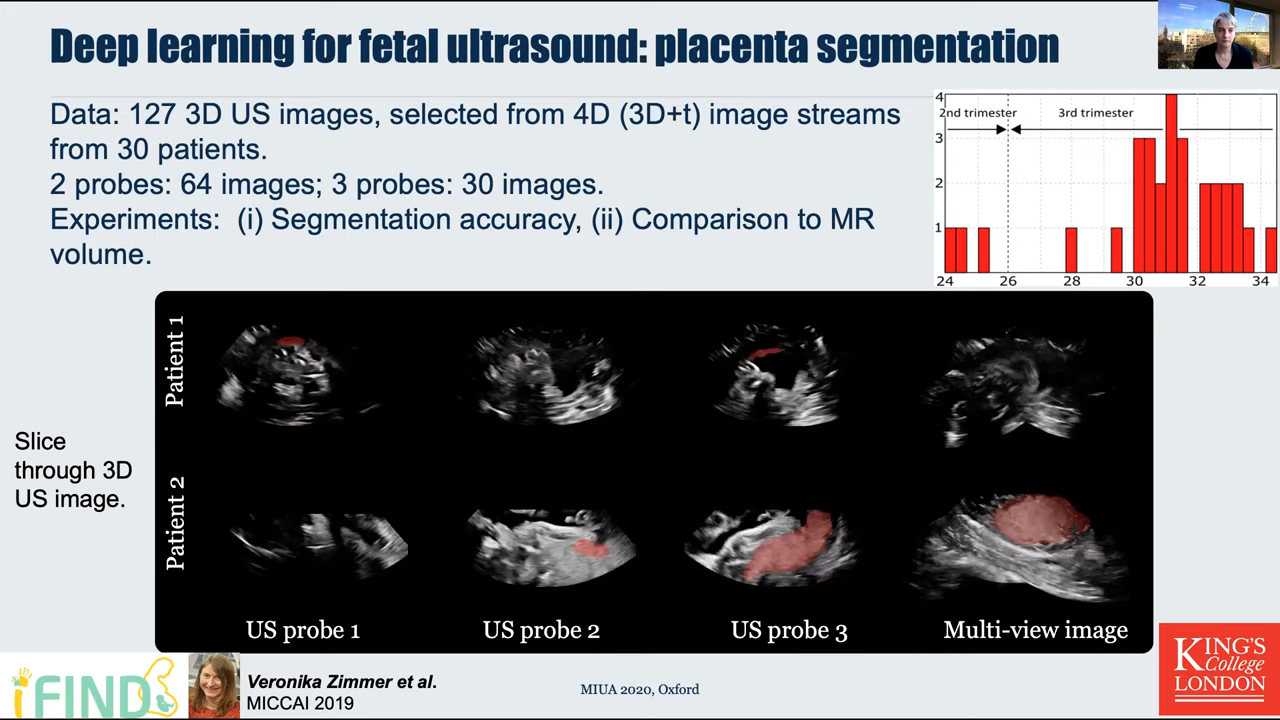 Deep learning for fetal ultrasound: placenta segmentation
Data: 127 3D US images, selected from 4D (3D+t) image streams
from 30 patients.
2 probes: 64 images; 3 probes: 30 images.
Experiments: (i) Segmentation accuracy, (ii) Comparison to MR
volume.
4
2nd trimester
3rd trimester
3
2
1
24
26
28
30
32
34
Patient 1
Slice
through 3D
US image.
Patient 2
US probe 1
US probe 2
US probe 3
Multi-view image
iFIND
Veronika Zimmer et al.
MICCAI 2019
MIUA 2020, Oxford
KING'S
College
LONDON